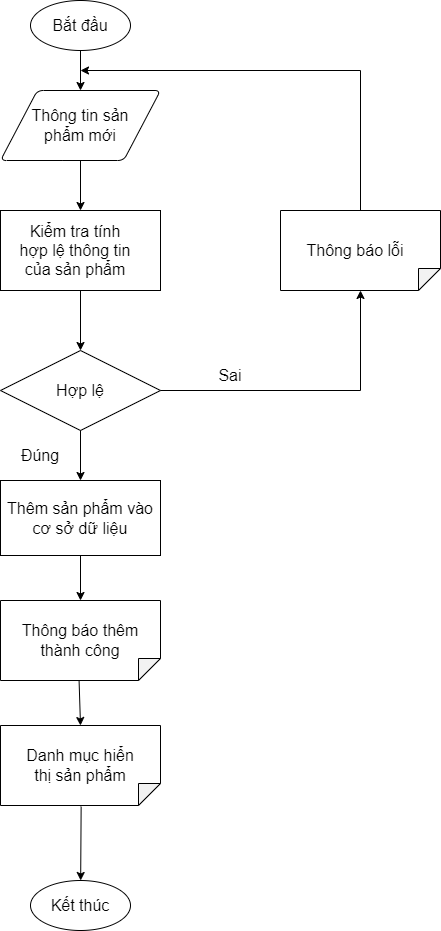 Bắt đầu
Thông tin sản
phẩm mới
Kiểm tra tính
hợp lệ thông tin
của sản phẩm
Thông báo lỗi
Hợp lệ
Sai
Đúng
Thêm sản phẩm vào
cơ sở dữ liệu
Thông báo thêm
thành công
Danh mục hiển
thị sản phẩm
Kết thúc